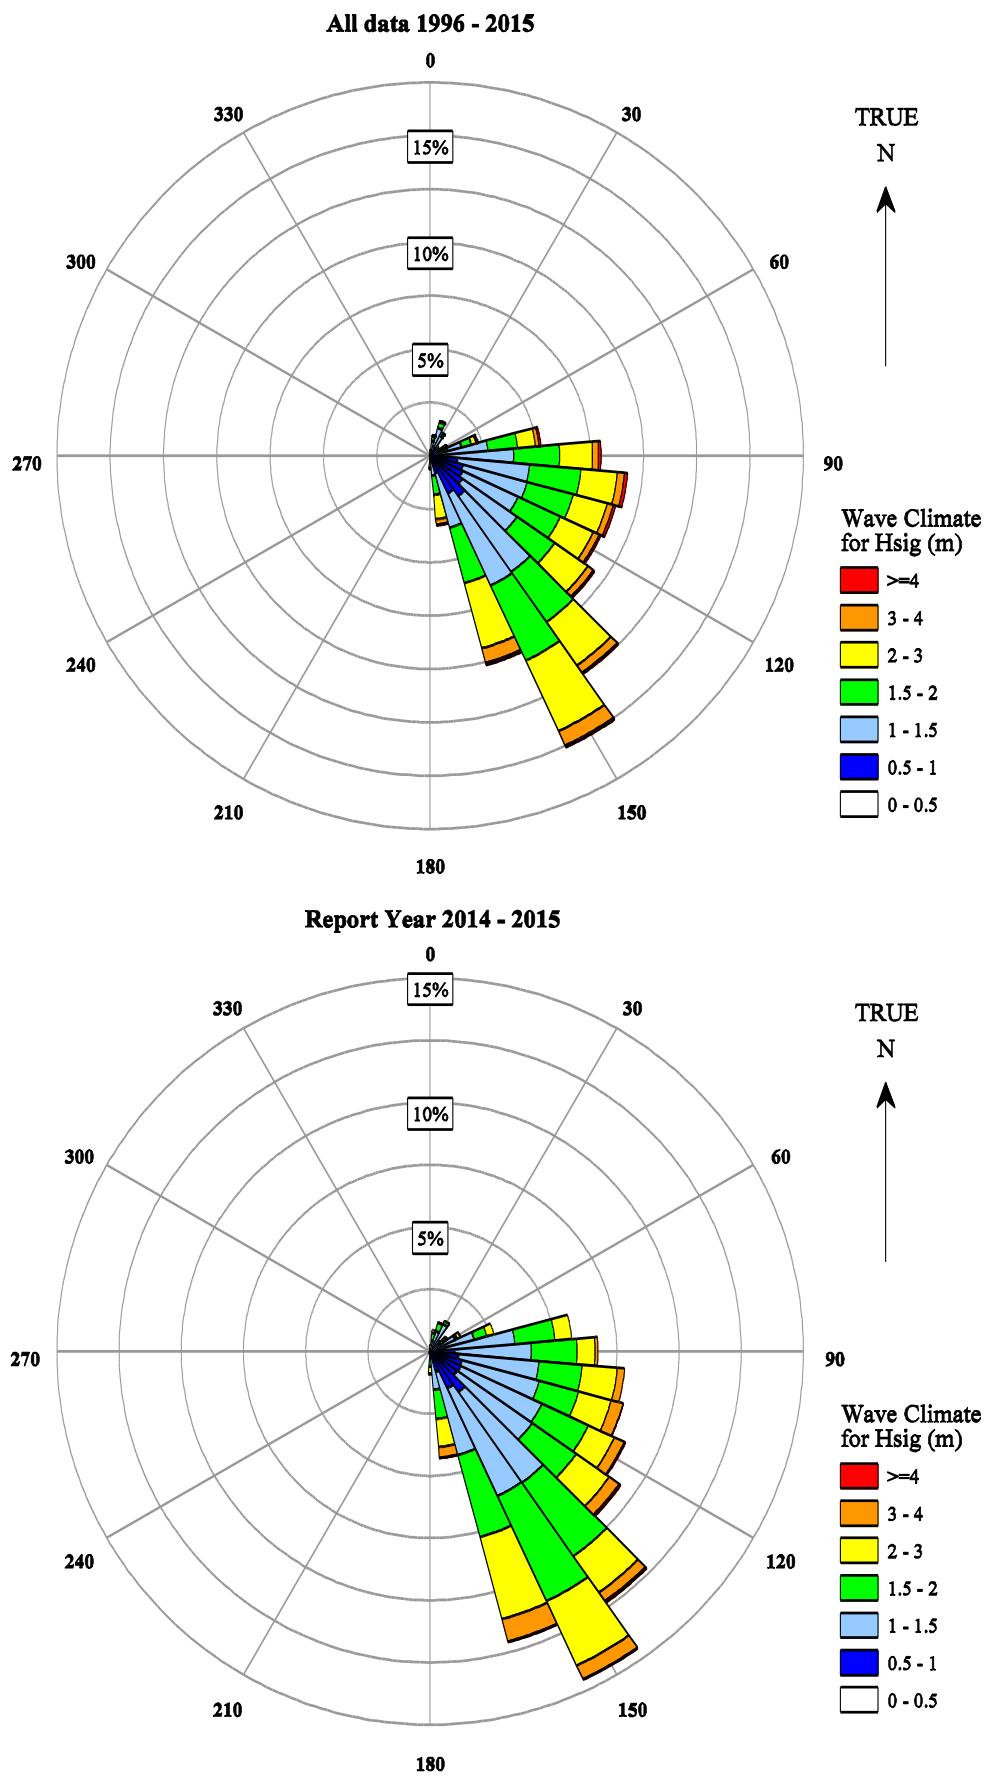 All data 1996 - 2015
0
330
30
TRUE
N
15%
10%
300
60
5%
270
90
Wave Climate
for Hsig (m)
>=4
3 - 4
240
120
2 - 3
1.5 - 2
1 - 1.5
0.5 - 1
210
150
0 - 0.5
180
Report Year 2014 - 2015
0
15%
330
30
TRUE
N
10%
300
60
5%
270
90
Wave Climate
for Hsig (m)
>=4
3 - 4
240
120
2 - 3
1.5 - 2
1 - 1.5
0.5 - 1
210
150
0 - 0.5
180